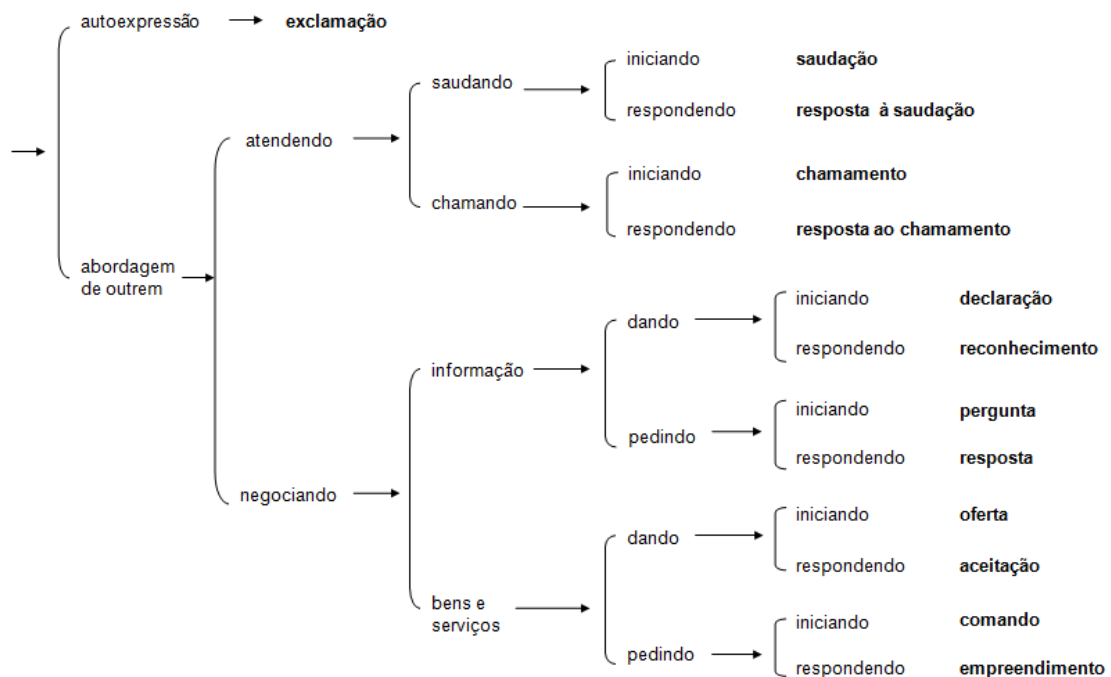 autoexpressão exclamação
iniciando saudação
saudando
respondendo resposta à saudação
atendendo
iniciando chamamento
chamando
respondendo resposta ao chamamento
abordagem
de outrem
iniciando declaração
dando
respondendo reconhecimento
informação
iniciando pergunta
pedindo
respondendo resposta
negociando
iniciando oferta
dando
respondendo aceitação
bens e
serviços
iniciando comando
pedindo
respondendo empreendimento